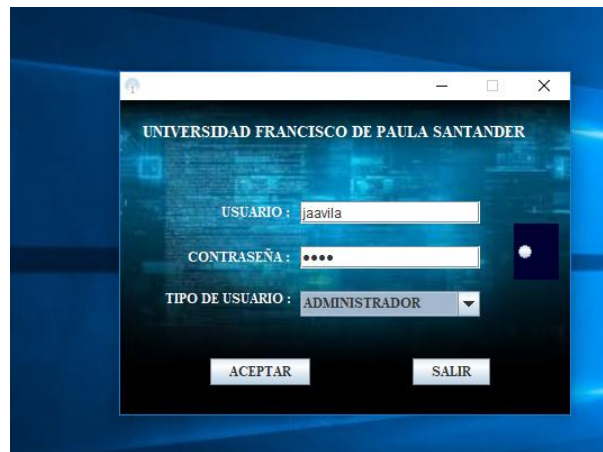 UNIVERSIDAD FRANCISCO DE PAULA SANTANDER
USUARIO : jaavila
CONTRASEÑA : ●●●●
TIPO DE USUARIO : ADMINISTRADOR
ACEPTAR SALIR